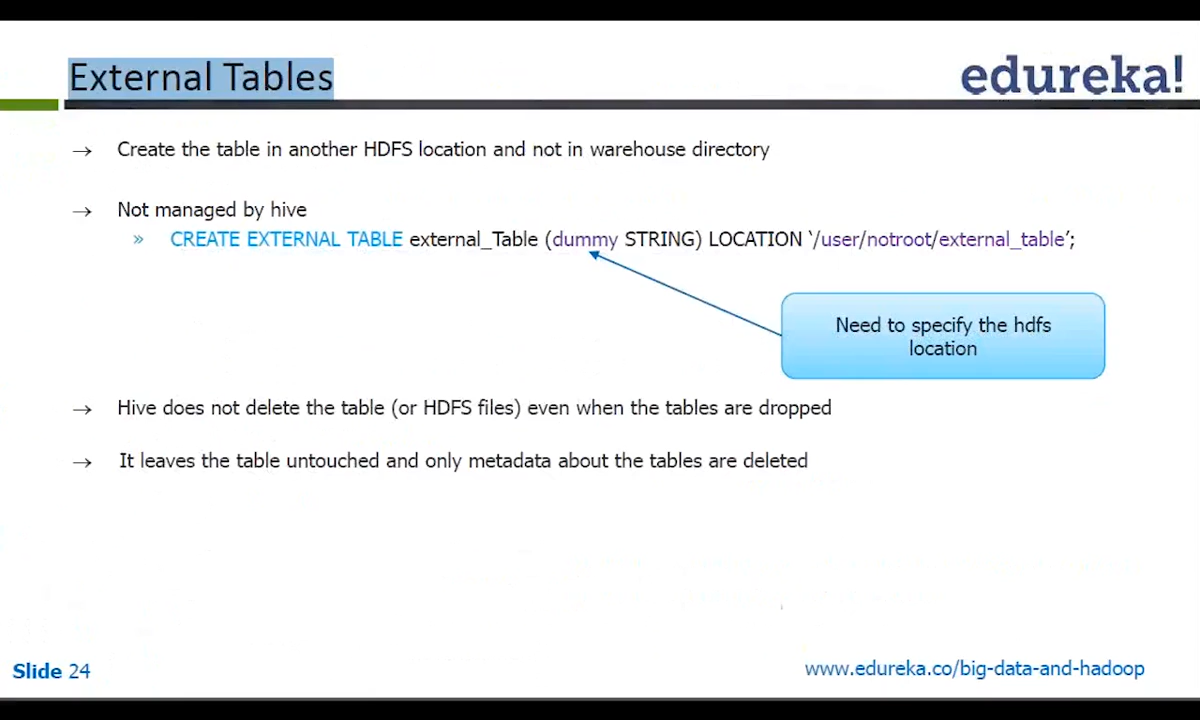 External Tables
edureka!
→ Create the table in another HDFS location and not in warehouse directory
→ Not managed by hive
» CREATE EXTERNAL TABLE external_Table (dummy STRING) LOCATION ‘/user/notroot/external_table’;
Need to specify the hdfs
location
→ Hive does not delete the table (or HDFS files) even when the tables are dropped
→ It leaves the table untouched and only metadata about the tables are deleted
Slide 24
www.edureka.co/big-data-and-hadoop